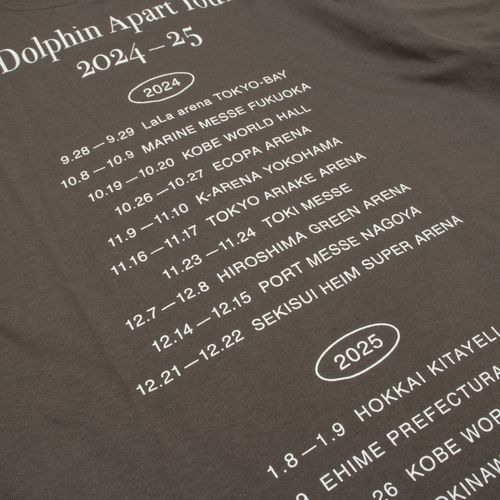 Dolphin Apart Tour
2024–25
2024
9.28—9.29 LaLa arena TOKYO-BAY
10.8—10.9 MARINE MESSE FUKUOKA
10.19—10.20 KOBE WORLD HALL
10.26—10.27 ECOPA ARENA
11.9—11.10 K-ARENA YOKOHAMA
11.16—11.17 TOKYO ARIAKE ARENA
11.23—11.24 TOKI MESSE
12.7—12.8 HIROSHIMA GREEN ARENA
12.14—12.15 PORT MESSE NAGOYA
12.21—12.22 SEKISUI HEIM SUPER ARENA
2025
1.8—1.9 HOKKAI KITAYELL
9 EHIME PREFECTURA
26 KOBE WOR
OKINAW